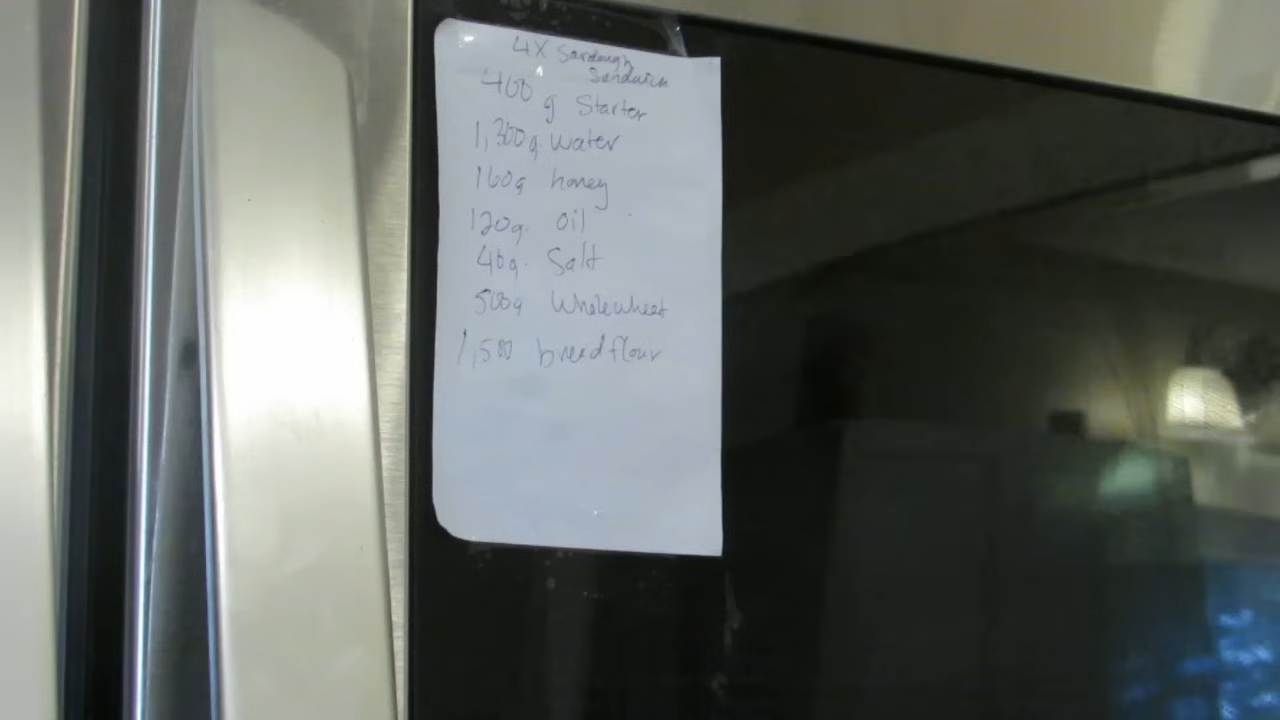 4X Sardough
Sandwich
400 g Starter
1,300g. water
160g honey
120g. oil
40g. Salt
500g Wholewheat
1,500 bread flour